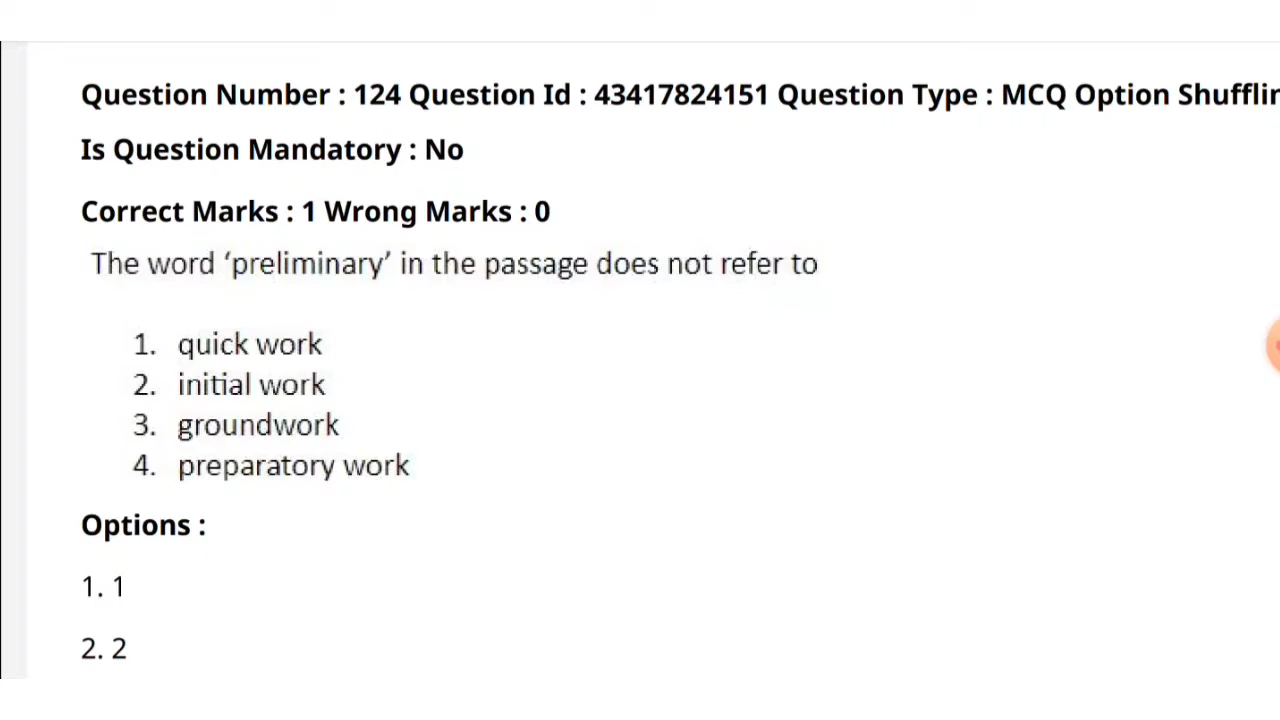 Question Number : 124 Question Id : 43417824151 Question Type : MCQ Option
Is Question Mandatory : No
Correct Marks : 1 Wrong Marks : 0
The word ‘preliminary’ in the passage does not refer to
1. quick work
2. initial work
3. groundwork
4. preparatory work
Options :
1. 1
2. 2